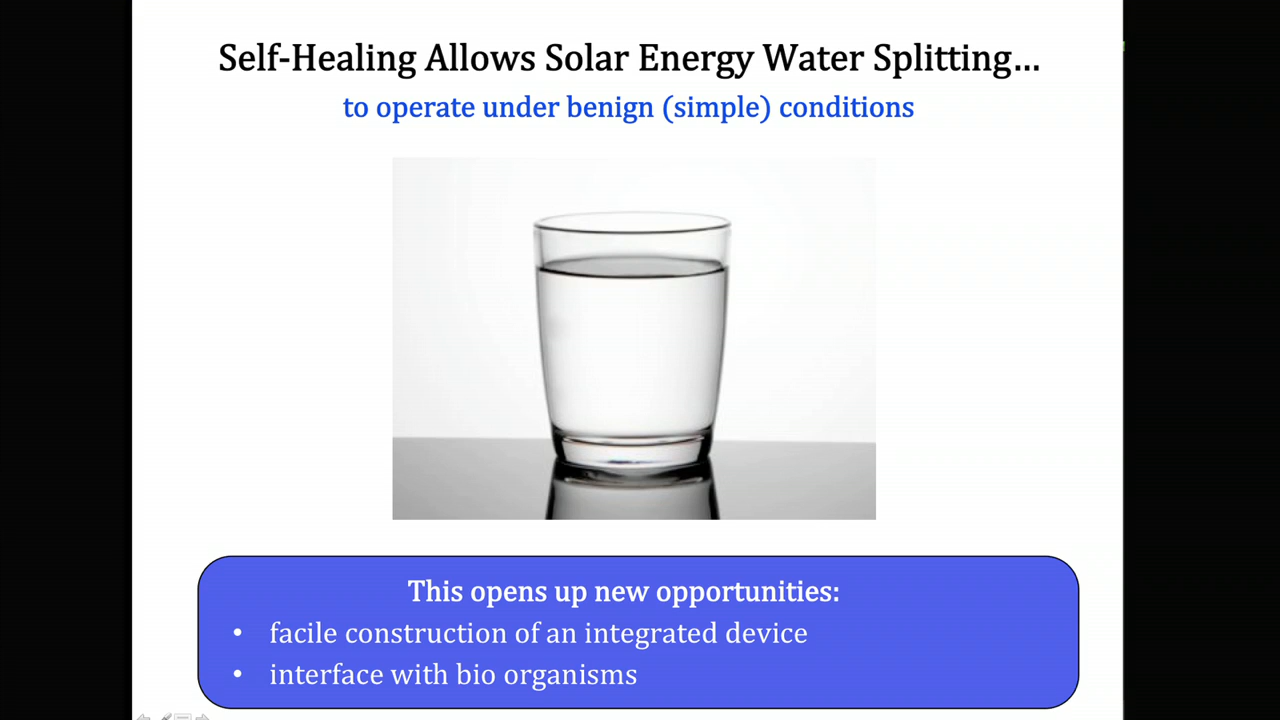 Self-Healing Allows Solar Energy Water Splitting...
to operate under benign (simple) conditions
This opens up new opportunities:
• facile construction of an integrated device
• interface with bio organisms